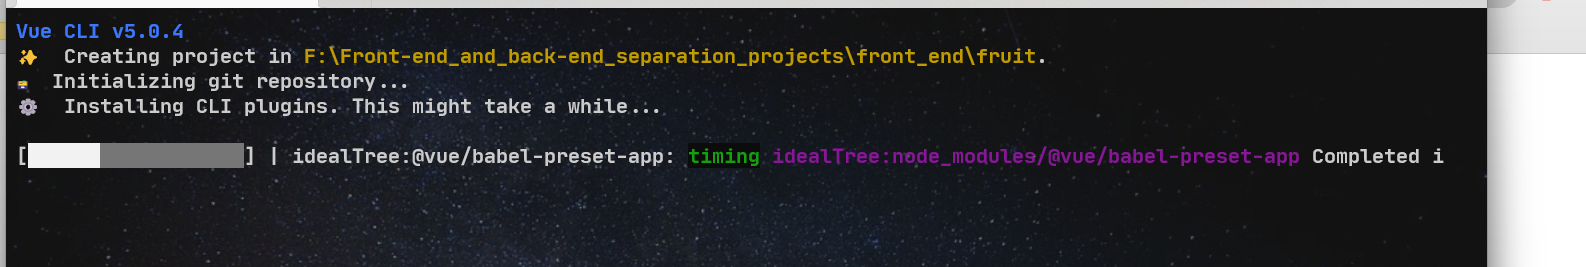 Vue CLI v5.0.4
✨  Creating project in F:\Front-end_and_back-end_separation_projects\front_end\fruit.
🗃  Initializing git repository...
⚙️  Installing CLI plugins. This might take a while...
[        ] | idealTree:@vue/babel-preset-app: timing idealTree:node_modules/@vue/babel-preset-app Completed i